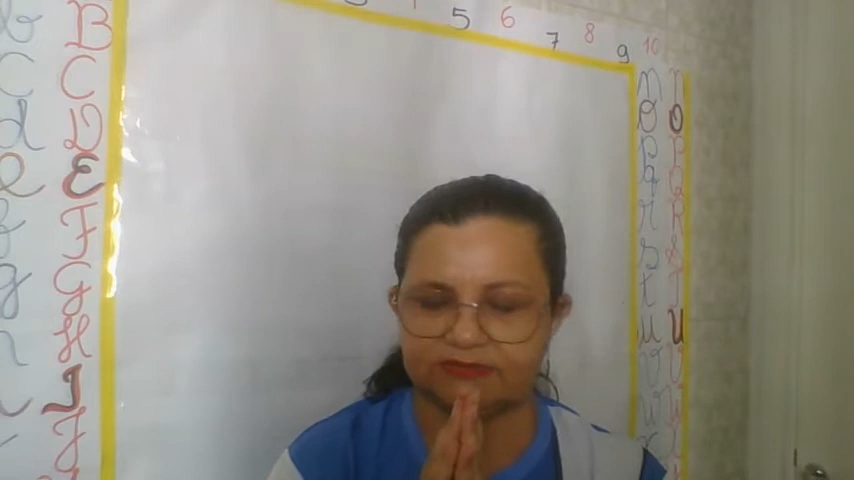 5 6 7 8 9 10
B
c C
d D
e E
f F
g G
H
I
J
m
O O
p P
q Q
r R
s S
t T
u U
v V
w W